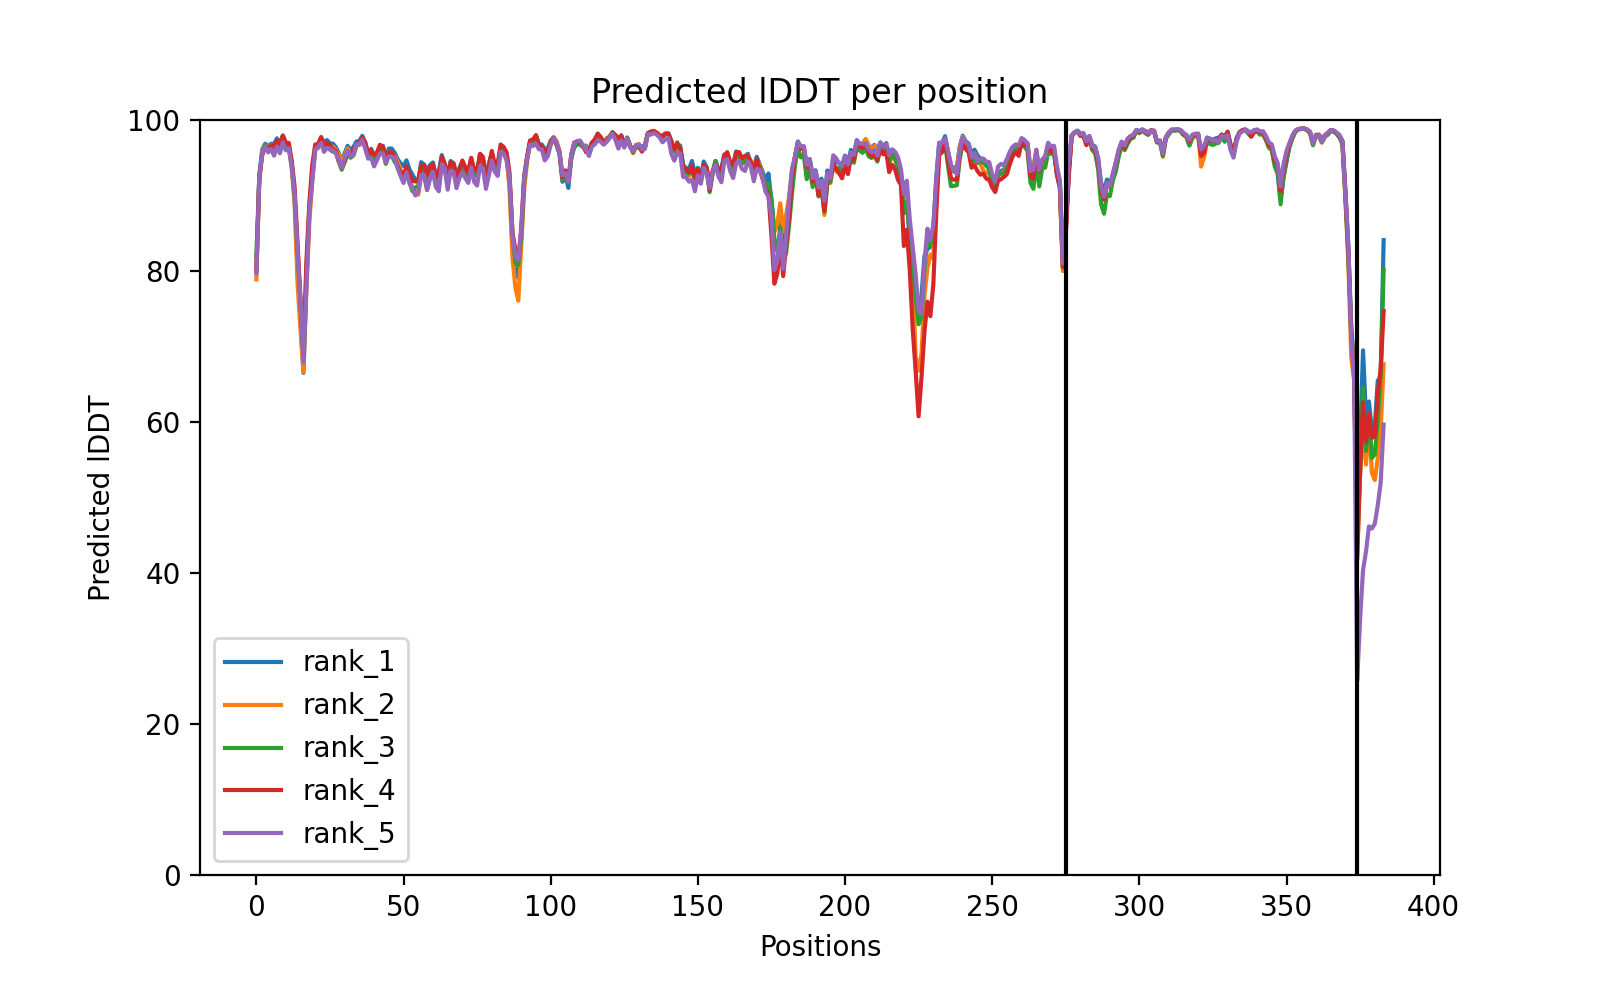 Predicted lDDT per position
100
80
60
40
20
0
Predicted lDDT
rank_1
rank_2
rank_3
rank_4
rank_5
0 50 100 150 200 250 300 350 400
Positions